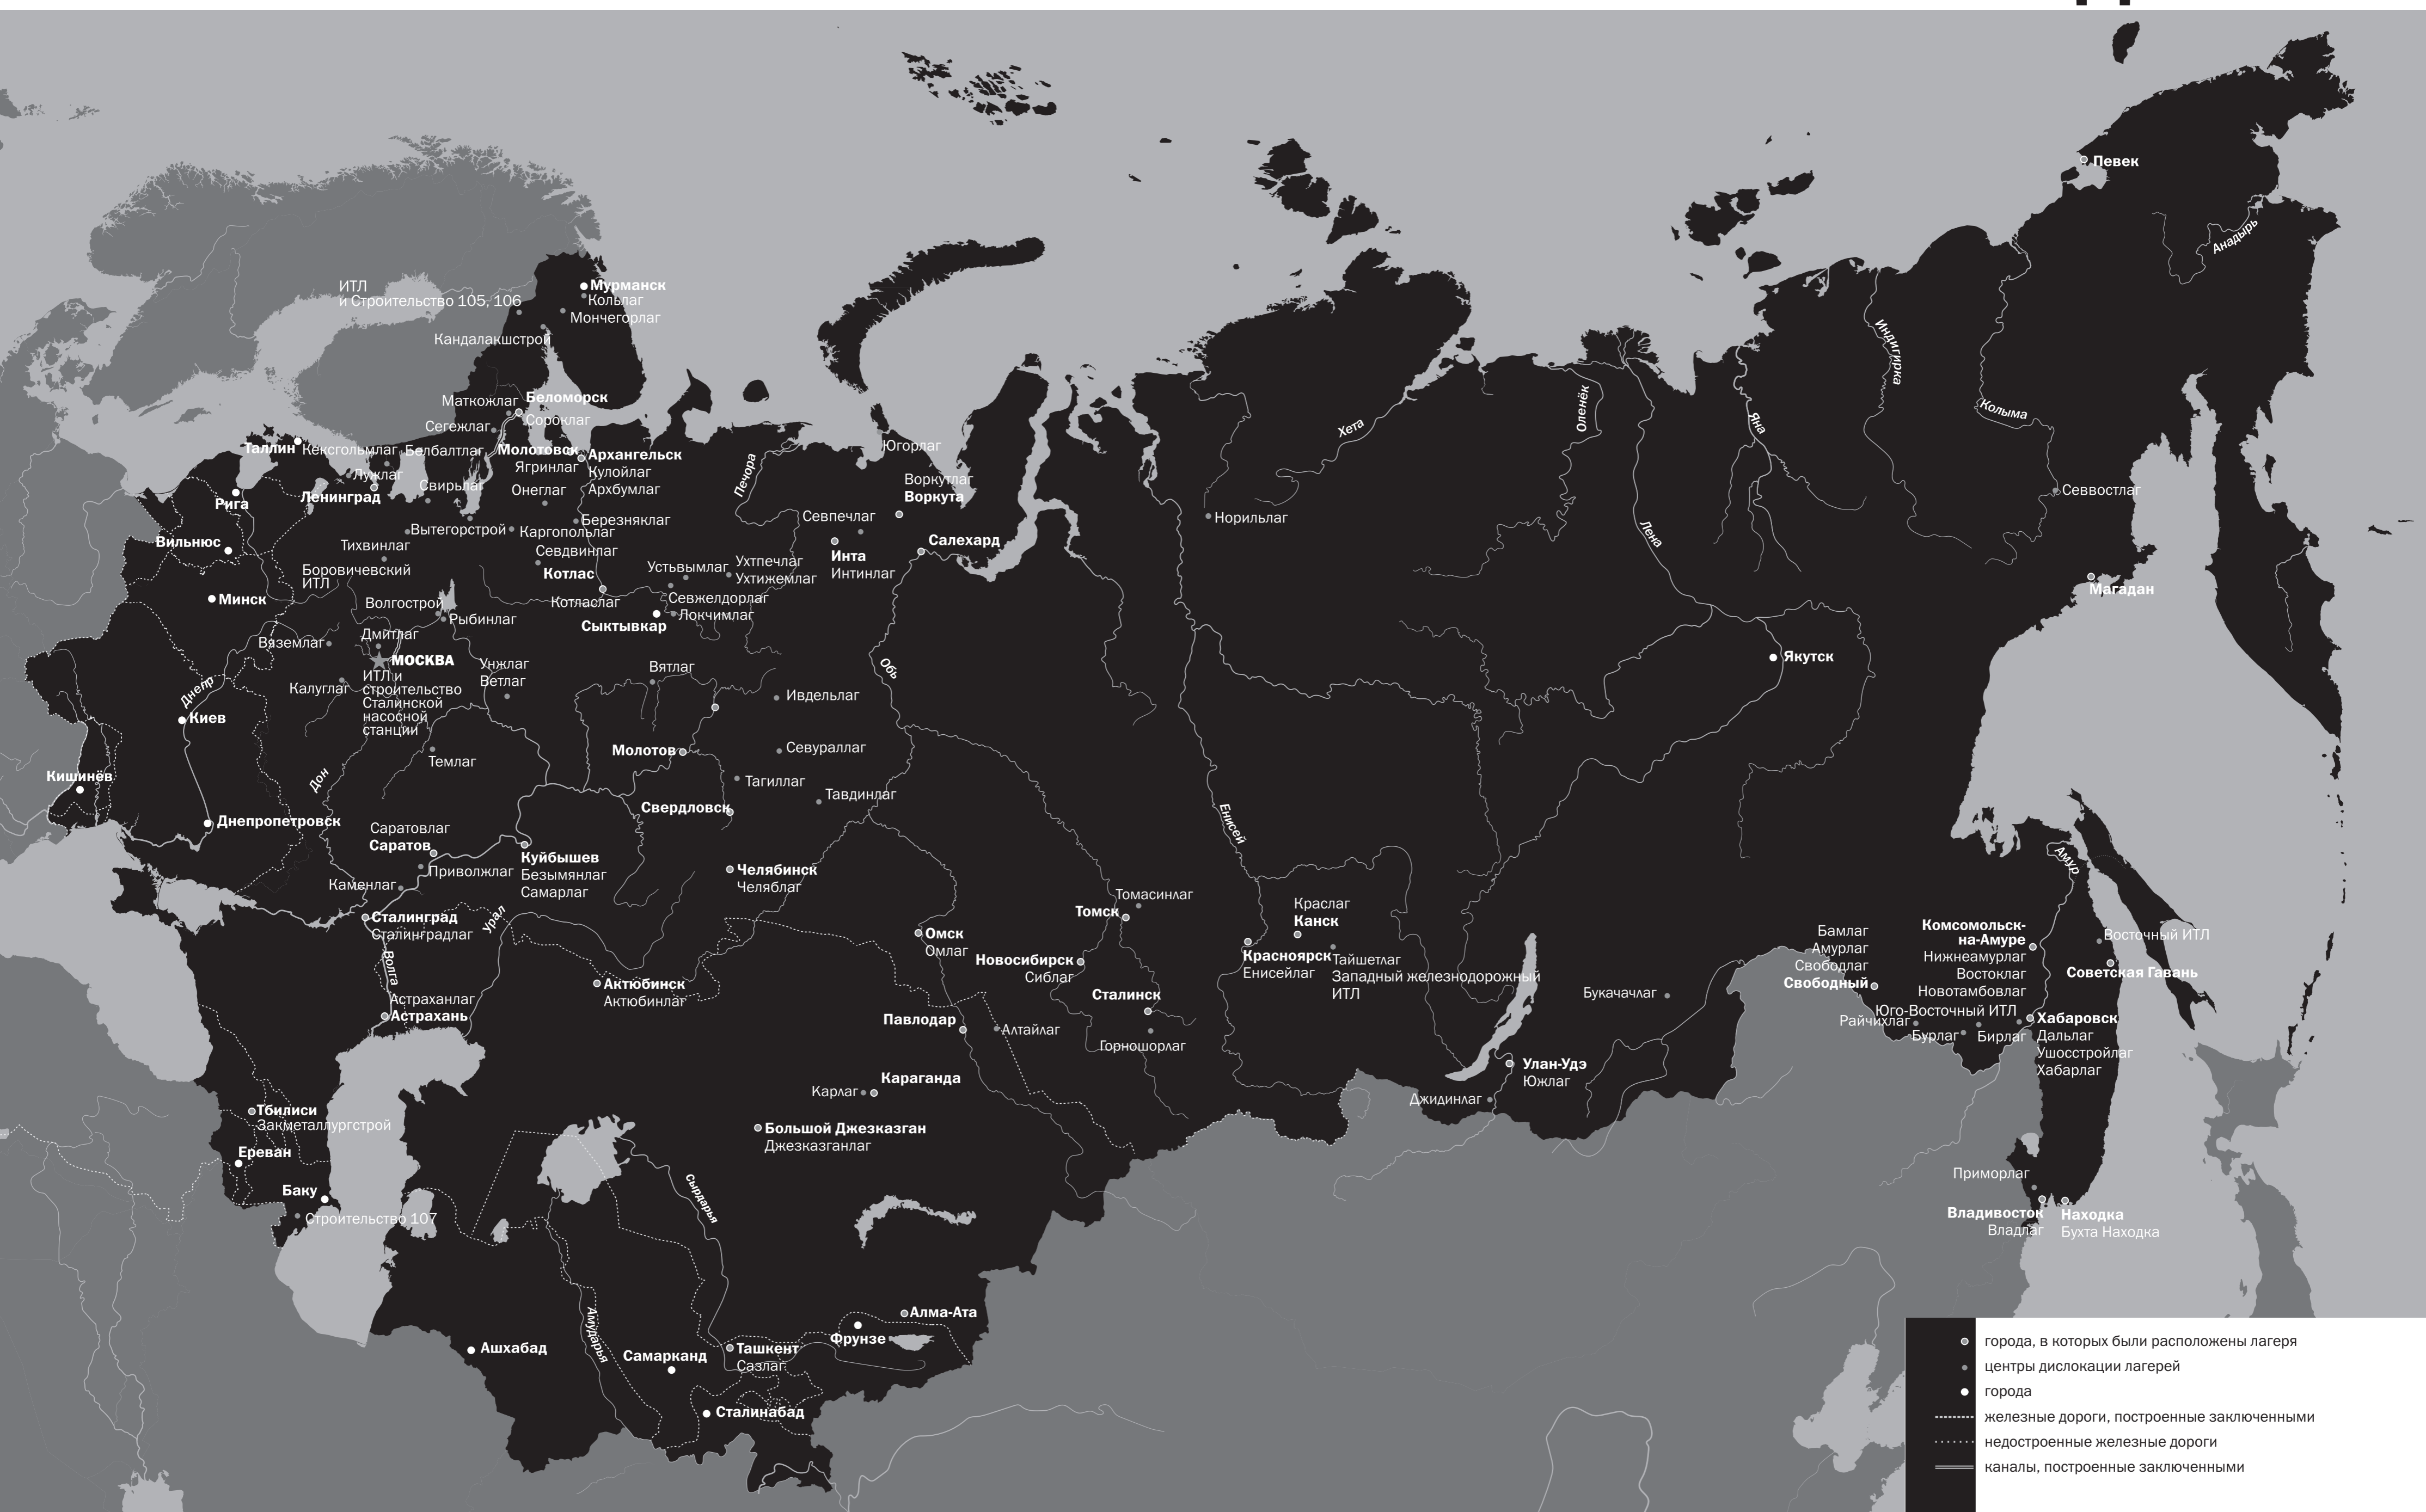 Певек
Анадырь
ИТЛ
и Строительство 105, 106
Мурманск
Кольлаг
Мончегорлаг
Кандалакшстрой
Индигирка
Колыма
Оленёк
Яна
Хета
Лена
Маткожлаг
Беломорск
Сороклаг
Сегежлаг
Таллин
Кексгольмлаг
Белбалтлаг
Молотовск
Ягринлаг
Архангельск
Кулойлаг
Архбумлаг
Лужлаг
Ленинград
Свирьлаг
Онеглаг
Печора
Югорлаг
Воркутлаг
Воркута
Рига
Севпечлаг
Норильлаг
Севвостлаг
Березняклаг
Вытегорстрой
Каргопольлаг
Вильнюс
Тихвинлаг
Севдвинлаг
Инта
Интинлаг
Салехард
Боровичевский
ИТЛ
Котлас
Устьвымлаг
Ухтпечлаг
Ухтижемлаг
Магадан
Минск
Волгострой
Котласлаг
Севжелдорлаг
Локчимлаг
Рыбинлаг
Сыктывкар
Вяземлаг
Дмитлаг
МОСКВА
Унжлаг
Ветлаг
Вятлаг
Обь
Якутск
Калуглаг
ИТЛ и
строительство
Сталинской
насосной
станции
Ивдельлаг
Днепр
Киев
Молотов
Севураллаг
Темлаг
Кишинёв
Дон
Тагиллаг
Тавдинлаг
Свердловск
Енисей
Днепропетровск
Саратовлаг
Саратов
Куйбышев
Безымянлаг
Самарлаг
Приволжлаг
Каменлаг
Челябинск
Челяблаг
Амур
Томасинлаг
Томск
Краслаг
Канск
Сталинград
Сталинградлаг
Урал
Омск
Омлаг
Новосибирск
Сиблаг
Красноярск
Енисейлаг
Тайшетлаг
Западный железнодорожный
ИТЛ
Бамлаг
Амурлаг
Свободлаг
Свободный
Комсомольск-
на-Амуре
Нижнеамурлаг
Востоклаг
Новотамбовлаг
Восточный ИТЛ
Советская Гавань
Волга
Астраханлаг
Астрахань
Актюбинск
Актюбинлаг
Сталинск
Букачачлаг
Павлодар
Алтайлаг
Горношорлаг
Юго-Восточный ИТЛ
Райчихлаг
Бурлаг
Бирлаг
Хабаровск
Дальлаг
Ушосстройлаг
Хабарлаг
Караганда
Карлаг
Улан-Удэ
Южлаг
Джидинлаг
Тбилиси
Закметаллургстрой
Большой Джезказган
Джезказганлаг
Ереван
Баку
Строительство 107
Сырдарья
Приморлаг
Владивосток
Владлаг
Находка
Бухта Находка
Амударья
Алма-Ата
Фрунзе
Ашхабад
Самарканд
Ташкент
Сазлаг
Сталинабад
города, в которых были расположены лагеря
центры дислокации лагерей
города
железные дороги, построенные заключенными
недостроенные железные дороги
каналы, построенные заключенными